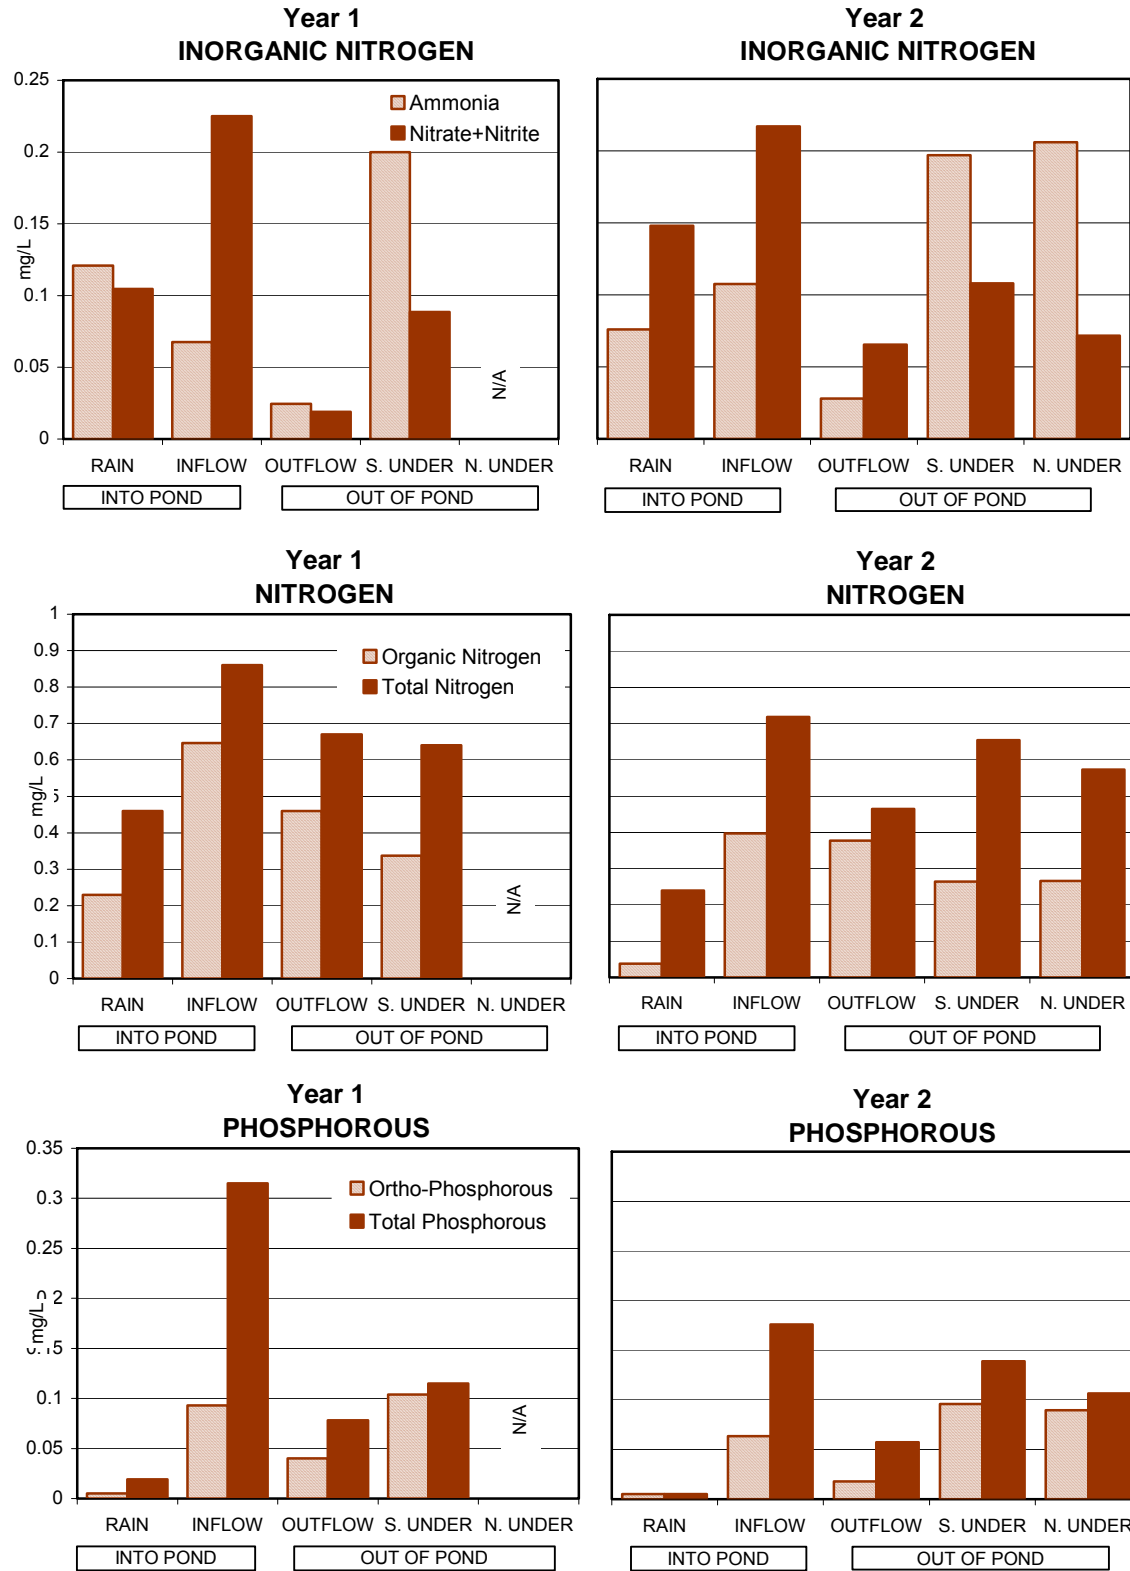 Year 1
INORGANIC NITROGEN
Year 2
INORGANIC NITROGEN
0.25
0.2
0.15
0.1
0.05
0
mg/L
Ammonia
Nitrate+Nitrite
N/A
RAIN INFLOW OUTFLOW S. UNDER N. UNDER
INTO POND OUT OF POND
RAIN INFLOW OUTFLOW S. UNDER N. UNDER
INTO POND OUT OF POND
Year 1
NITROGEN
Year 2
NITROGEN
1
0.9
0.8
0.7
0.6
0.4
0.3
0.2
0.1
0
mg/L
Organic Nitrogen
Total Nitrogen
N/A
RAIN INFLOW OUTFLOW S. UNDER N. UNDER
INTO POND OUT OF POND
RAIN INFLOW OUTFLOW S. UNDER N. UNDER
INTO POND OUT OF POND
Year 1
PHOSPHOROUS
Year 2
PHOSPHOROUS
0.35
0.3
0.25
0.1
0.05
0
mg/L
Ortho-Phosphorous
Total Phosphorous
N/A
RAIN INFLOW OUTFLOW S. UNDER N. UNDER
INTO POND OUT OF POND
RAIN INFLOW OUTFLOW S. UNDER N. UNDER
INTO POND OUT OF POND